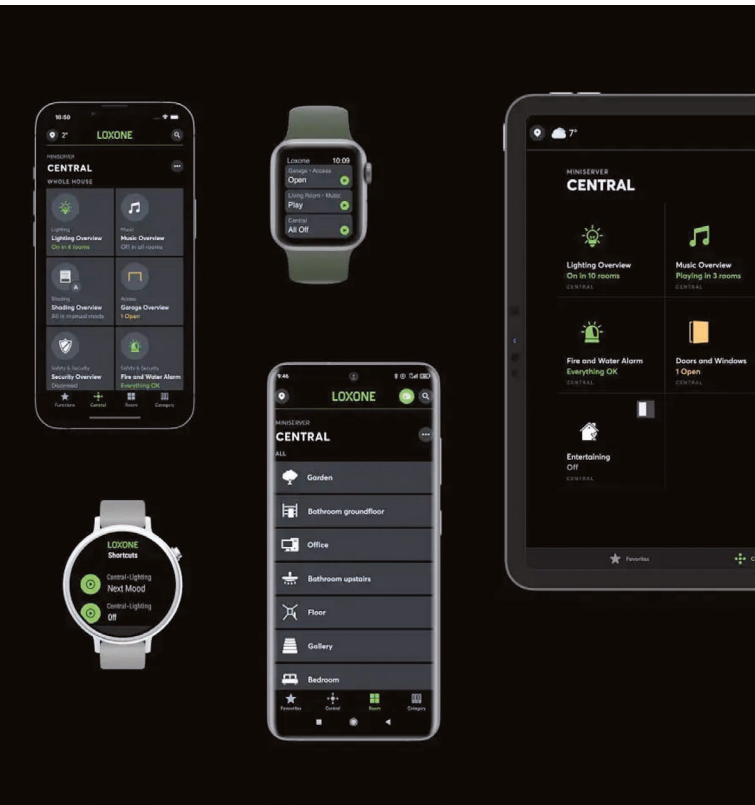 10:50
2°
LOXONE
MINISERVER
CENTRAL
WHOLE HOUSE
Lighting
Lighting Overview
On in 8 rooms
Music
Music Overview
Off in all rooms
Shading
Shading Overview
All in manual mode
A
Access
Garage Overview
1 Open
Safety & Security
Security Overview
Disarmed
Safety & Security
Fire and Water Alarm
Everything OK
Favorites
Central
Room
Category
Loxone 10:09
Garage - Access
Open
Living Room - Music
Play
Central
All Off
7°
MINISERVER
CENTRAL
Lighting Overview
On in 10 rooms
CENTRAL
Music Overview
Playing in 3 rooms
CENTRAL
Fire and Water Alarm
Everything OK
CENTRAL
Doors and Windows
1 Open
CENTRAL
Entertaining
Off
CENTRAL
Favorites
LOXONE
Shortcuts
Central-Lighting
Next Mood
Central-Lighting
Off
9:46
LOXONE
MINISERVER
CENTRAL
ALL
Garden
Bathroom groundfloor
Office
Bathroom upstairs
Floor
Gallery
Bedroom
Favorites
Central
Room
Category